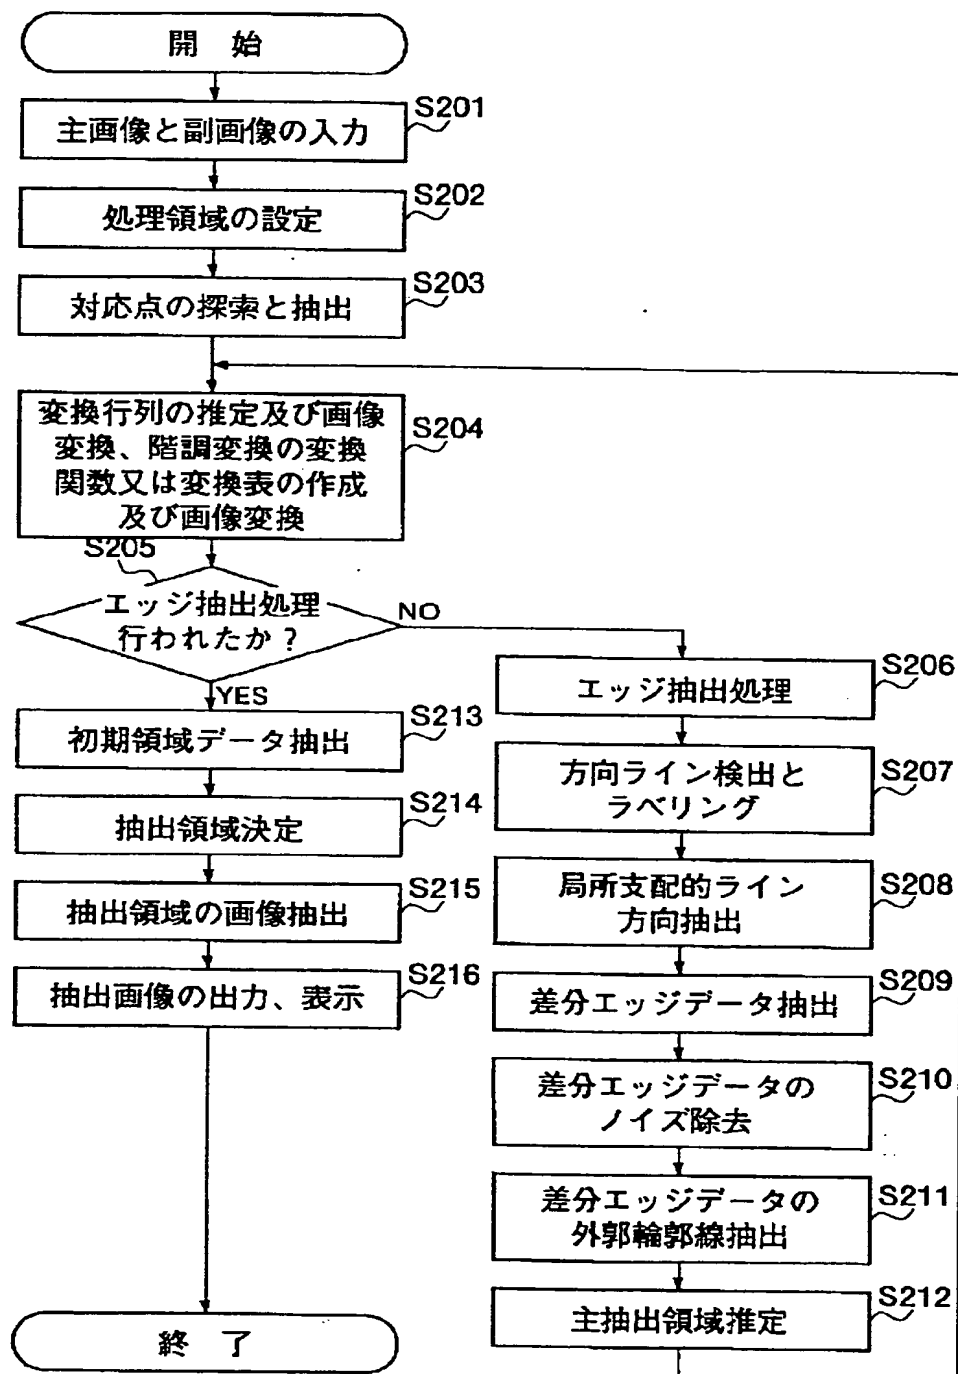 開 始
S201
主画像と副画像の入力
S202
処理領域の設定
S203
対応点の探索と抽出
S204
変換行列の推定及び画像
変換、階調変換の変換
関数又は変換表の作成
及び画像変換
S205
エッジ抽出処理
行われたか?
NO
YES
S206
エッジ抽出処理
S207
方向ライン検出と
ラベリング
S208
局所支配的ライン
方向抽出
S209
差分エッジデータ抽出
S210
差分エッジデータの
ノイズ除去
S211
差分エッジデータの
外郭輪郭線抽出
S212
主抽出領域推定
S213
初期領域データ抽出
S214
抽出領域決定
S215
抽出領域の画像抽出
S216
抽出画像の出力、表示
終 了